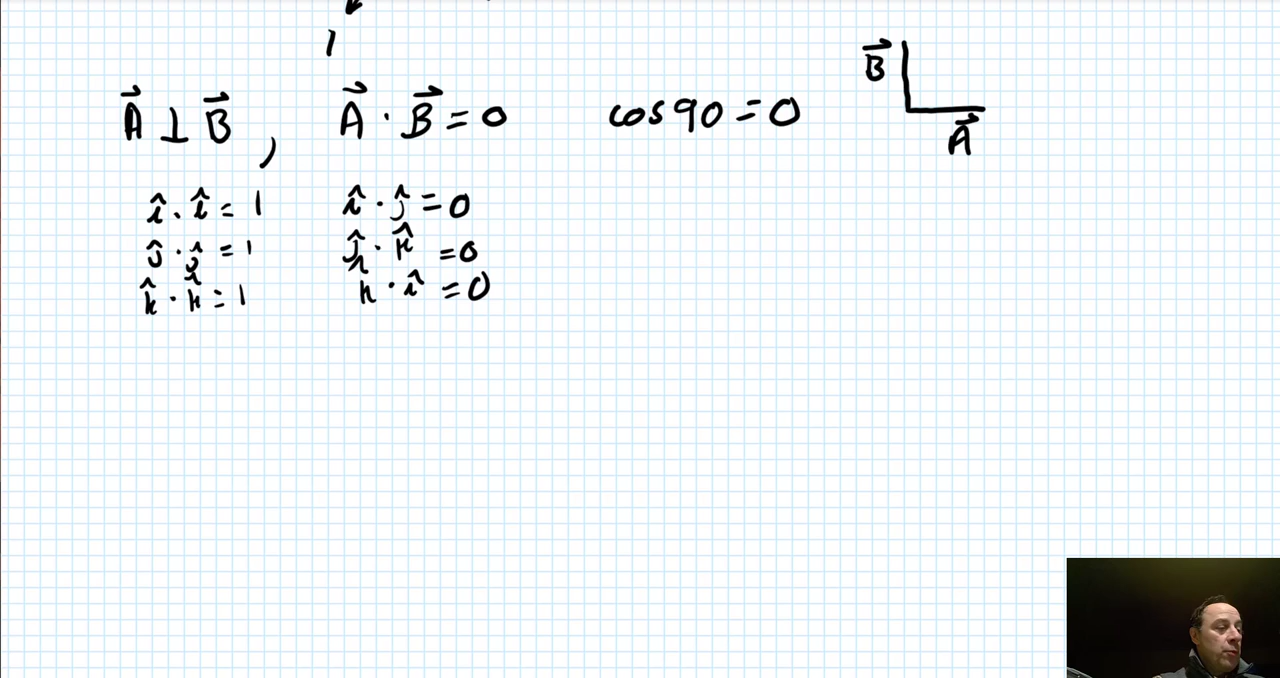 A⃗ ⊥ B⃗ , A⃗ · B⃗ = 0 cos 90 = 0 B⃗ A⃗
î · î = 1 î · ĵ = 0
ĵ · ĵ = 1 ĵ · k̂ = 0
k̂ · k̂ = 1 k̂ · î = 0